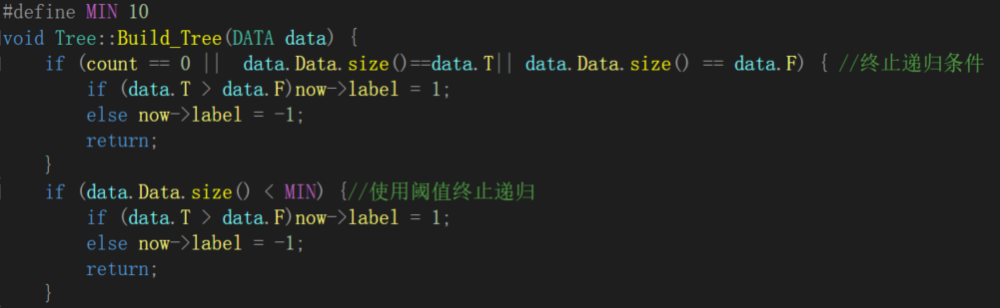 #define MIN 10
void Tree::Build_Tree(DATA data) {
    if (count == 0 ||  data.Data.size()==data.T|| data.Data.size() == data.F) { //终止递归条件
        if (data.T > data.F)now->label = 1;
        else now->label = -1;
        return;
    }
    if (data.Data.size() < MIN) {//使用阈值终止递归
        if (data.T > data.F)now->label = 1;
        else now->label = -1;
        return;
    }